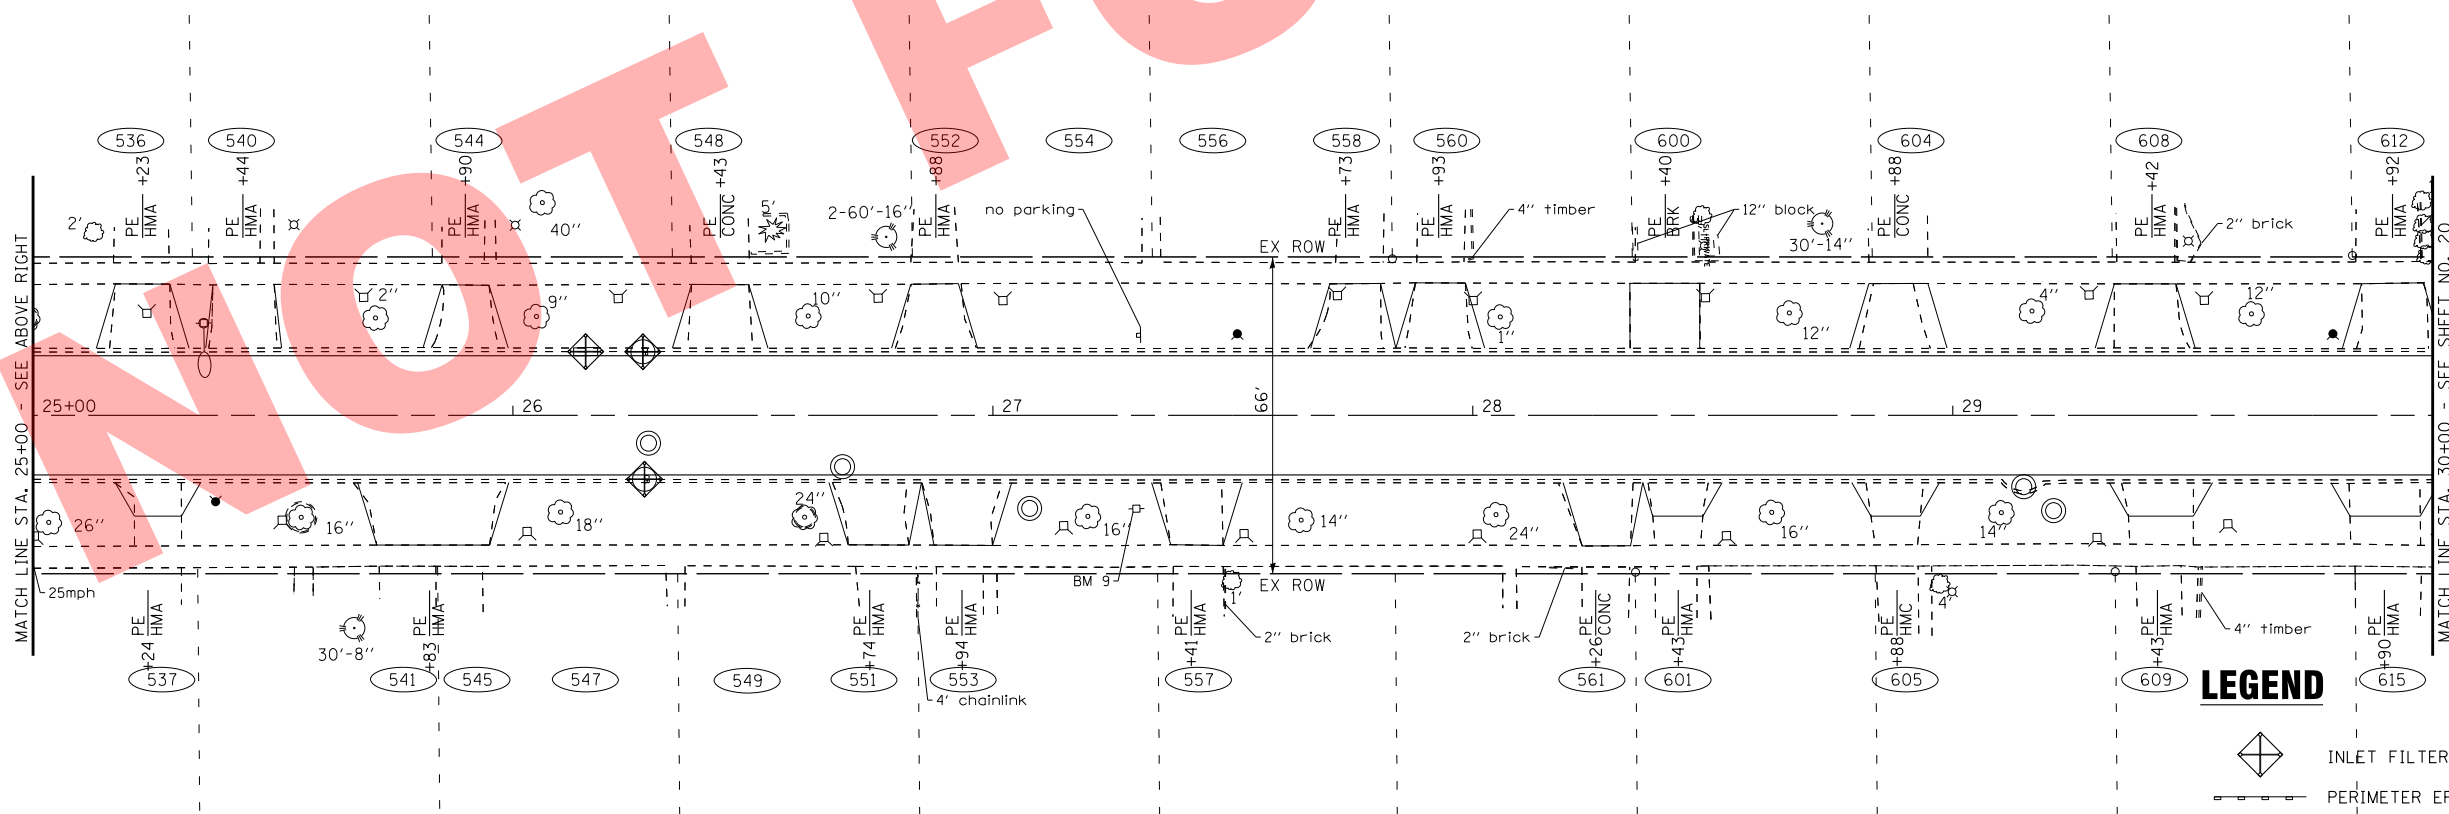 NOT FO
536 540 544 548 552 554 556 558 560 600 604 608 612
PE HMA +23
PE HMA +44
PE HMA +90
PE CONC +43
PE HMA +88
PE HMA +73
PE HMA +93
PE BRK +40
PE CONC +88
PE HMA +42
PE HMA +92
2'
40"
5'
2-60'-16"
no parking
4" timber
12" block
30'-14"
2" brick
EX ROW
2"
9"
10"
1"
12"
4"
12"
MATCH LINE STA. 25+00 - SEE ABOVE RIGHT
25+00 26 27 28 29
66'
MATCH LINE STA. 30+00 - SEE SHEET NO. 20
26"
16"
18"
24"
16"
14"
24"
16"
14"
25mph
BM 9
EX ROW
1'
4'
30'-8"
2" brick
2" brick
4" timber
4' chainlink
PE HMA +24
PE HMA +83
PE HMA +74
PE HMA +94
PE HMA +41
PE CONC +26
PE HMA +43
PE HMC +88
PE HMA +43
PE HMA +90
537 541 545 547 549 551 553 557 561 601 605 609 615
LEGEND
INLET FILTER
PERIMETER ER